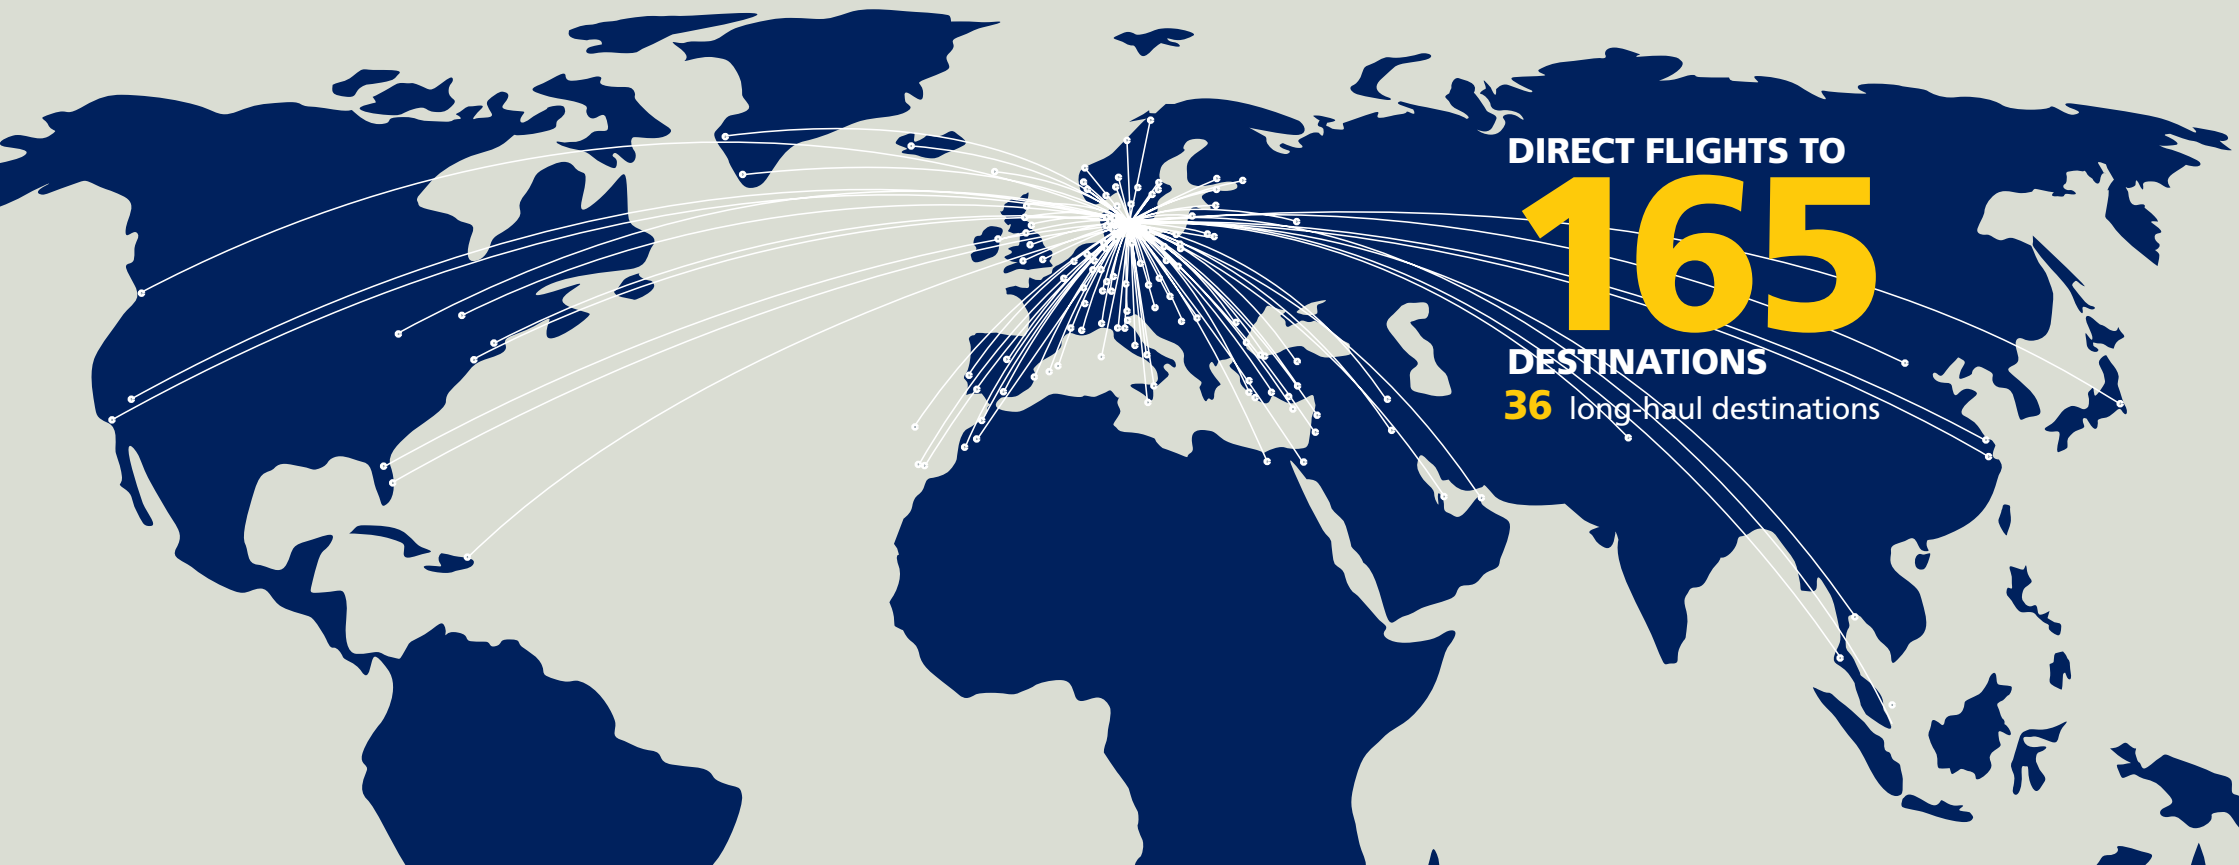 DIRECT FLIGHTS TO
165
DESTINATIONS
36 long-haul destinations